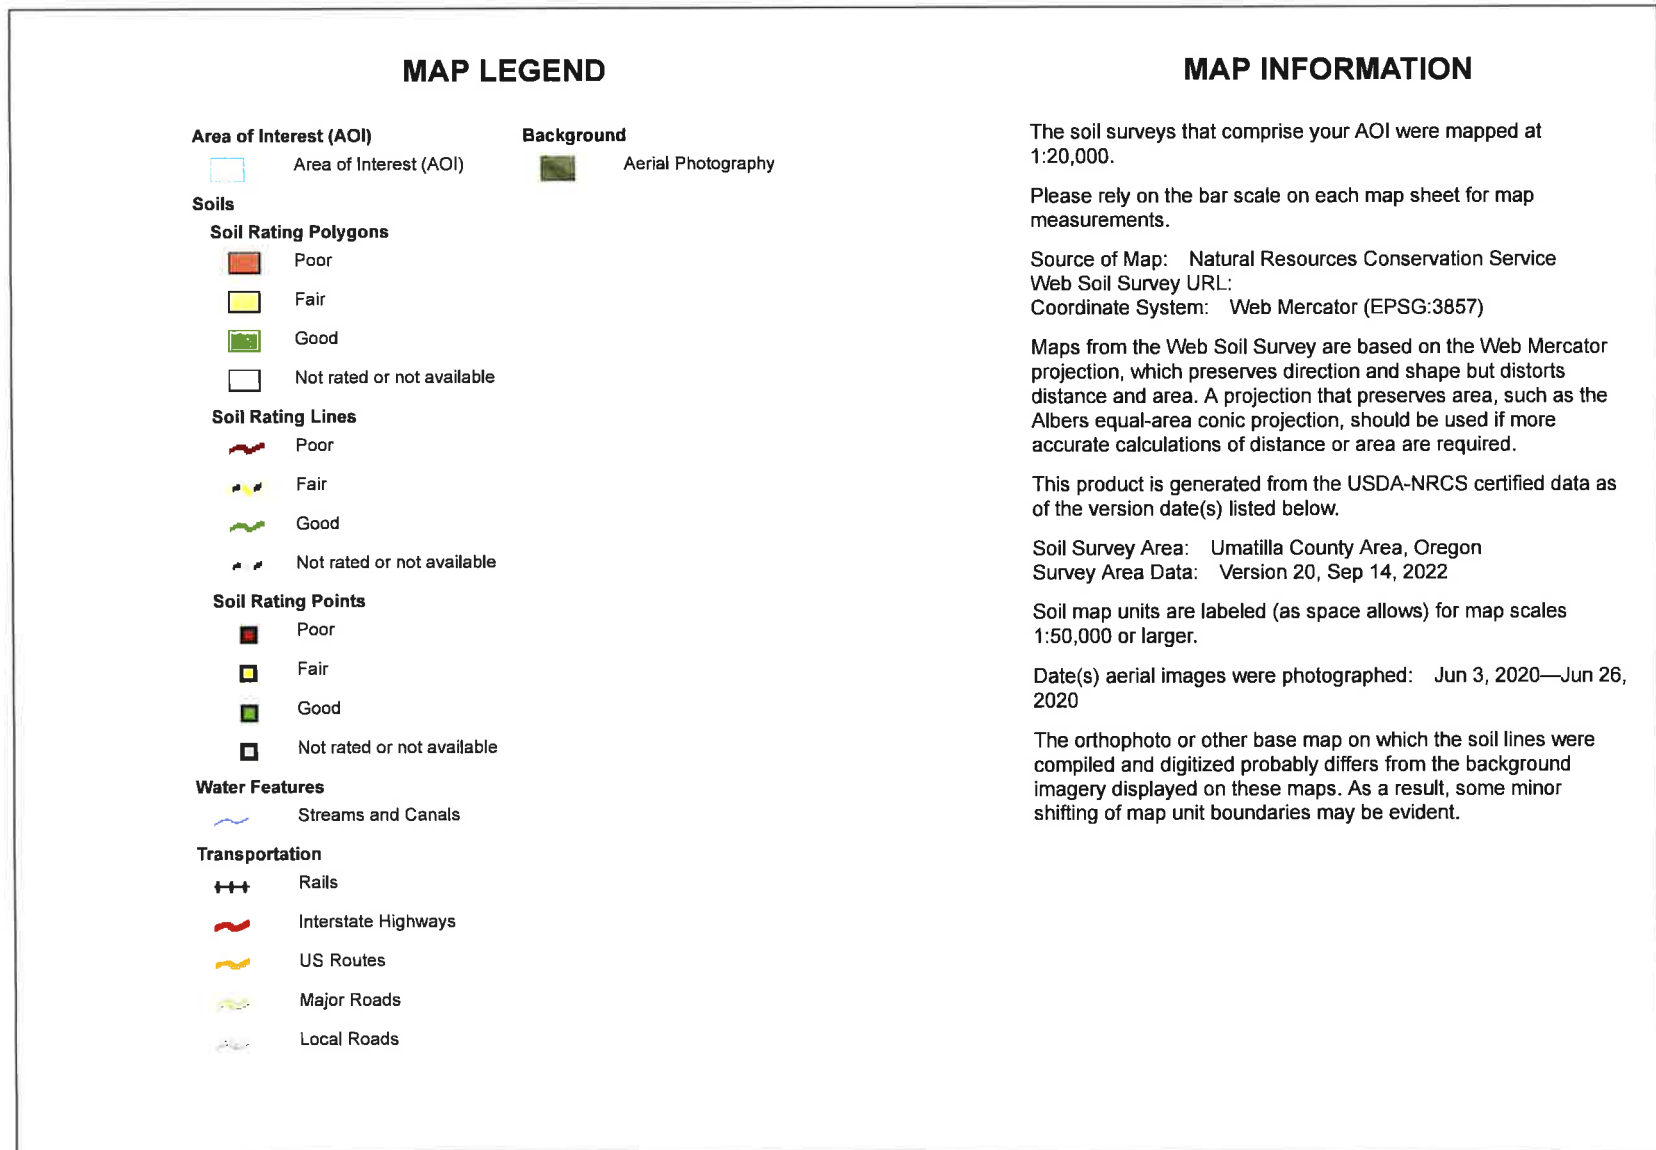 MAP LEGEND
Area of Interest (AOI)
Area of Interest (AOI)
Background
Aerial Photography
Soils
Soil Rating Polygons
Poor
Fair
Good
Not rated or not available
Soil Rating Lines
Poor
Fair
Good
Not rated or not available
Soil Rating Points
Poor
Fair
Good
Not rated or not available
Water Features
Streams and Canals
Transportation
Rails
Interstate Highways
US Routes
Major Roads
Local Roads
MAP INFORMATION
The soil surveys that comprise your AOI were mapped at
1:20,000.
Please rely on the bar scale on each map sheet for map
measurements.
Source of Map: Natural Resources Conservation Service
Web Soil Survey URL:
Coordinate System: Web Mercator (EPSG:3857)
Maps from the Web Soil Survey are based on the Web Mercator
projection, which preserves direction and shape but distorts
distance and area. A projection that preserves area, such as the
Albers equal-area conic projection, should be used if more
accurate calculations of distance or area are required.
This product is generated from the USDA-NRCS certified data as
of the version date(s) listed below.
Soil Survey Area: Umatilla County Area, Oregon
Survey Area Data: Version 20, Sep 14, 2022
Soil map units are labeled (as space allows) for map scales
1:50,000 or larger.
Date(s) aerial images were photographed: Jun 3, 2020—Jun 26,
2020
The orthophoto or other base map on which the soil lines were
compiled and digitized probably differs from the background
imagery displayed on these maps. As a result, some minor
shifting of map unit boundaries may be evident.